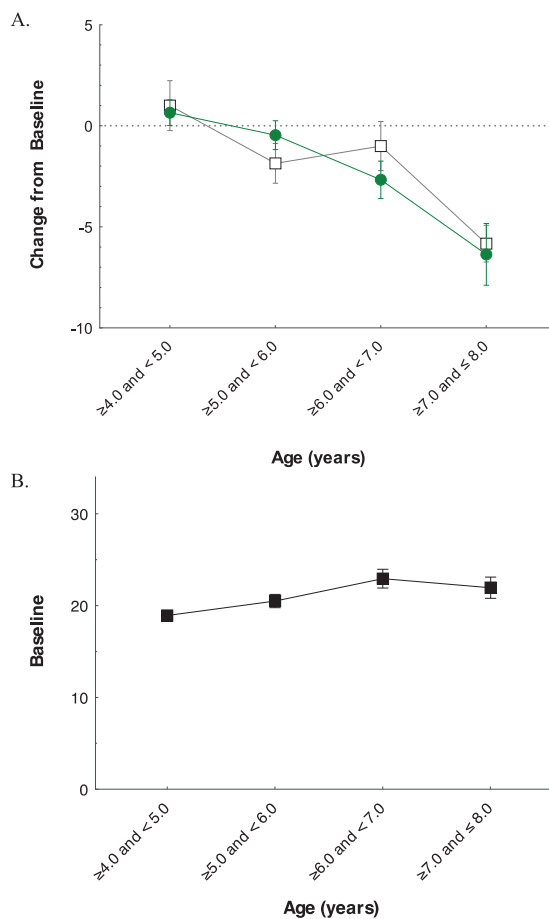 A.
5
0
-5
-10
Change from Baseline
≥4.0 and < 5.0
≥5.0 and < 6.0
≥6.0 and < 7.0
≥7.0 and ≤ 8.0
Age (years)
B.
30
20
10
0
Baseline
≥4.0 and < 5.0
≥5.0 and < 6.0
≥6.0 and < 7.0
≥7.0 and ≤ 8.0
Age (years)